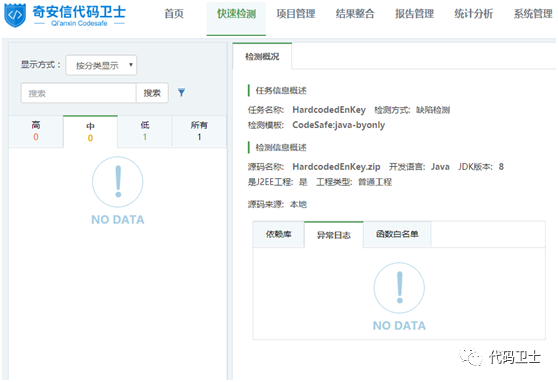 奇安信代码卫士
Qi'anxin Codesafe
首页 快速检测 项目管理 结果整合 报告管理 统计分析 系统管理
显示方式： 按分类显示
搜索 搜索
高 中 低 所有
0 0 1 1
NO DATA
检测概况
任务信息概述
任务名称: HardcodedEnKey 检测方式: 缺陷检测
检测模板: CodeSafe:java-byonly
检测信息概述
源码名称: HardcodedEnKey.zip 开发语言: Java JDK版本: 8
是J2EE工程: 是 工程类型: 普通工程
源码来源: 本地
依赖库 异常日志 函数白名单
NO DATA
代码卫士